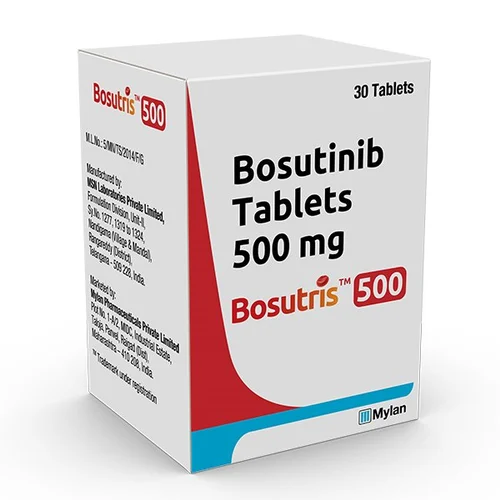 Bosutris™ 500
M.L.No.: 5/MN/TS/2014/F/G
Manufactured by:
MSN Laboratories Private Limited,
Formulation Division, Unit-II,
Sy.No. 1277, 1319 to 1324,
Nandigama (Village & Mandal),
Rangareddy (District),
Telangana - 509 228, India.
Marketed by:
Mylan Pharmaceuticals Private Limited
Plot No. 1-A/2, MIDC, Industrial Estate,
Taloja, Panvel, Raigad (Dist),
Maharashtra – 410 208, India.
™ Trademark under registration
30 Tablets
Bosutinib
Tablets
500 mg
Bosutris™ 500
Mylan